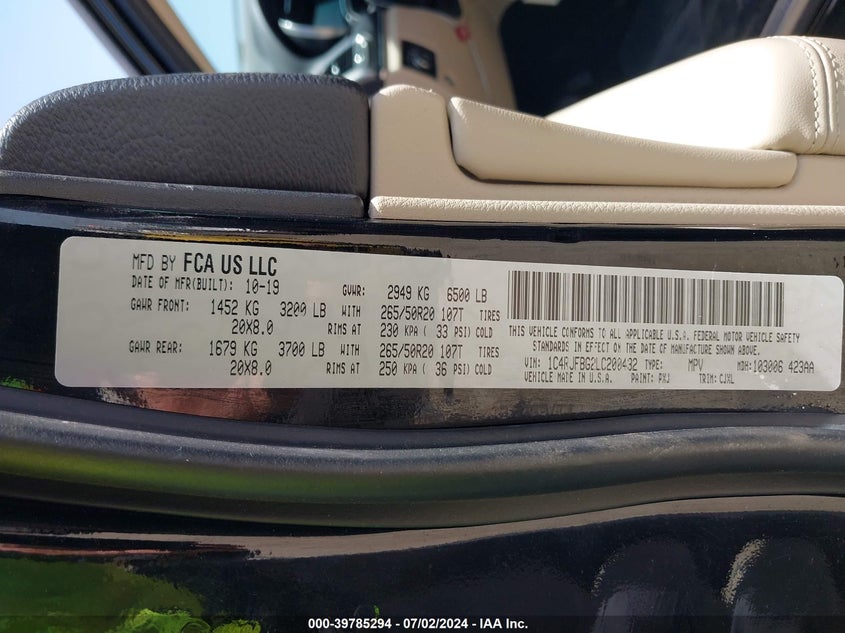 MFD BY FCA US LLC
DATE OF MFR(BUILT): 10-19 GVWR: 2949 KG 6500 LB
GAWR FRONT: 1452 KG 3200 LB WITH 265/50R20 107T TIRES
20X8.0 RIMS AT 230 KPA ( 33 PSI) COLD
GAWR REAR: 1679 KG 3700 LB WITH 265/50R20 107T TIRES
20X8.0 RIMS AT 250 KPA ( 36 PSI) COLD
THIS VEHICLE CONFORMS TO ALL APPLICABLE U.S.A. FEDERAL MOTOR VEHICLE SAFETY
STANDARDS IN EFFECT ON THE DATE OF MANUFACTURE SHOWN ABOVE.
VIN: 1C4RJFBG2LC200432 TYPE: MPV MDH:103006 423AA
VEHICLE MADE IN U.S.A. PAINT: PXJ TRIM: CJXL
000-39785294 - 07/02/2024 - IAA Inc.